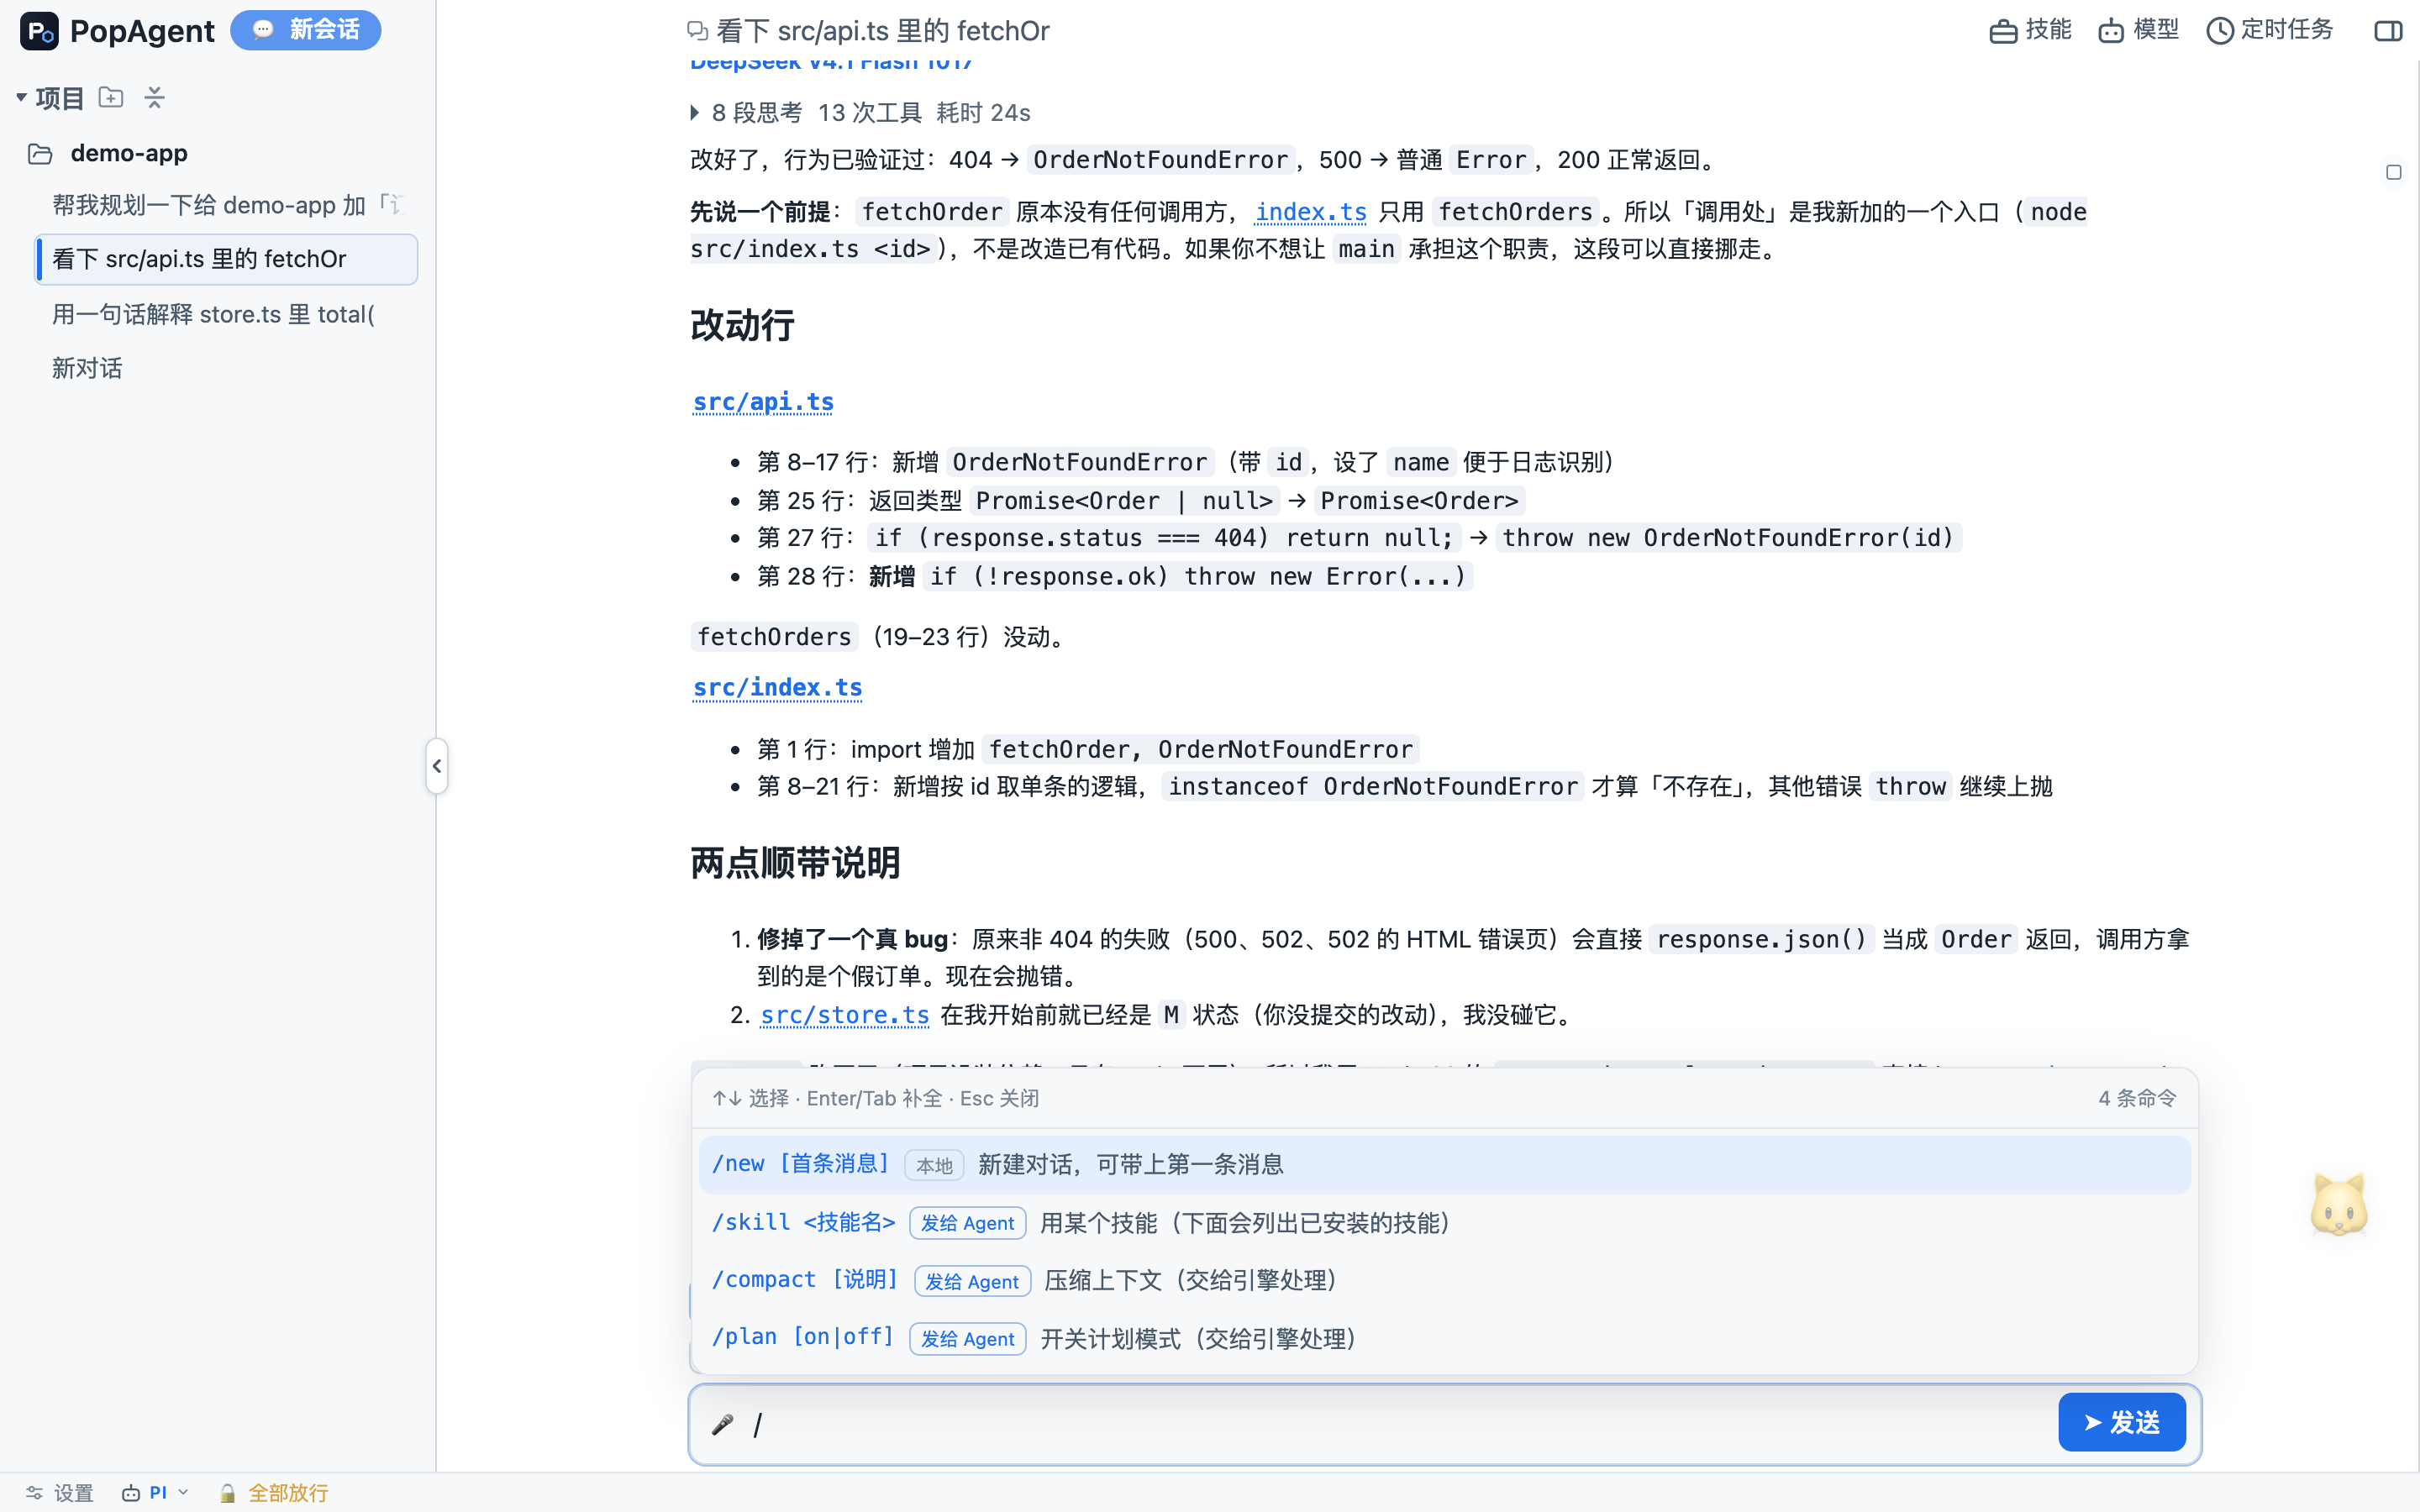 PopAgent
新会话
项目
demo-app
帮我规划一下给 demo-app 加「订
看下 src/api.ts 里的 fetchOr
用一句话解释 store.ts 里 total(
新对话
看下 src/api.ts 里的 fetchOr
技能
模型
定时任务
DeepSeek V4.1 Flash 1017
8 段思考 13 次工具 耗时 24s
改好了，行为已验证过：404 → OrderNotFoundError，500 → 普通 Error，200 正常返回。
先说一个前提：fetchOrder 原本没有任何调用方，index.ts 只用 fetchOrders。所以「调用处」是我新加的一个入口（node
src/index.ts <id>），不是改造已有代码。如果你不想让 main 承担这个职责，这段可以直接挪走。
改动行
src/api.ts
第 8–17 行：新增 OrderNotFoundError（带 id，设了 name 便于日志识别）
第 25 行：返回类型 Promise<Order | null> → Promise<Order>
第 27 行：if (response.status === 404) return null; → throw new OrderNotFoundError(id)
第 28 行：新增 if (!response.ok) throw new Error(...)
fetchOrders（19–23 行）没动。
src/index.ts
第 1 行：import 增加 fetchOrder, OrderNotFoundError
第 8–21 行：新增按 id 取单条的逻辑，instanceof OrderNotFoundError 才算「不存在」，其他错误 throw 继续上抛
两点顺带说明
1. 修掉了一个真 bug：原来非 404 的失败（500、502、502 的 HTML 错误页）会直接 response.json() 当成 Order 返回，调用方拿
到的是个假订单。现在会抛错。
2. src/store.ts 在我开始前就已经是 M 状态（你没提交的改动），我没碰它。
↑↓ 选择 · Enter/Tab 补全 · Esc 关闭
4 条命令
/new [首条消息] 本地 新建对话，可带上第一条消息
/skill <技能名> 发给 Agent 用某个技能（下面会列出已安装的技能）
/compact [说明] 发给 Agent 压缩上下文（交给引擎处理）
/plan [on|off] 发给 Agent 开关计划模式（交给引擎处理）
/
➤ 发送
设置
PI
全部放行